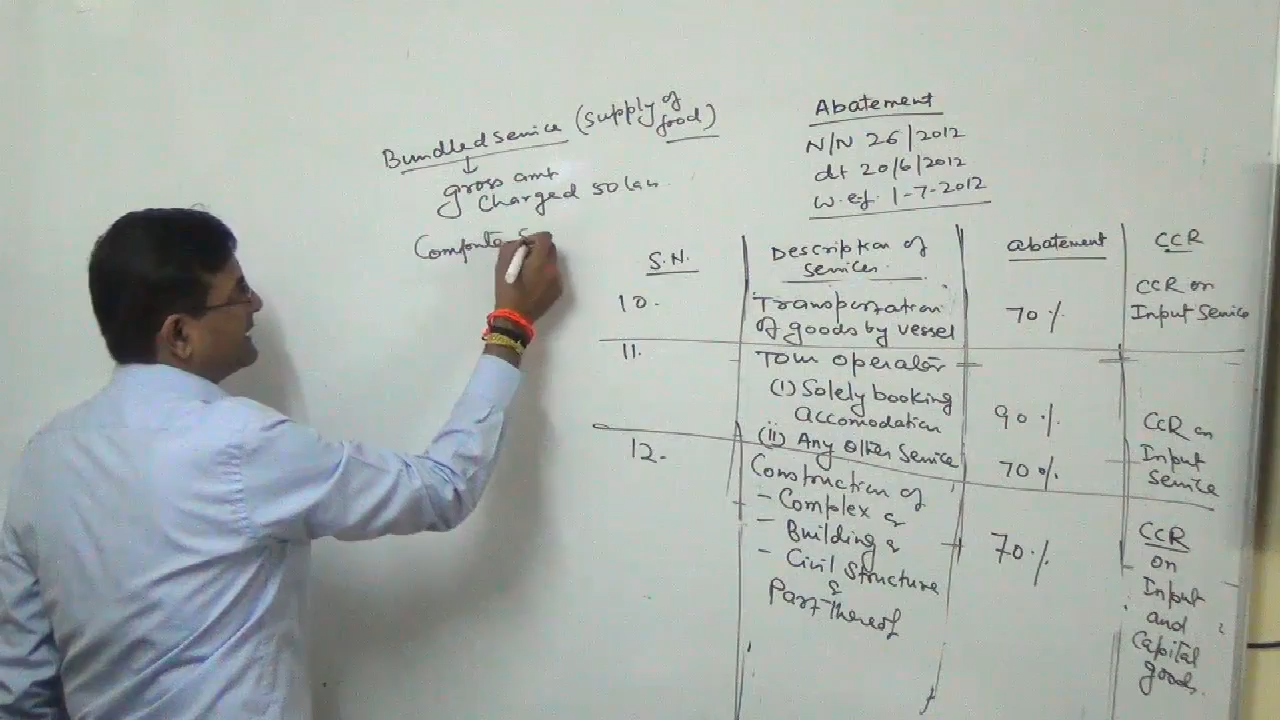 Bundled service (Supply of
food)
gross amt
Charged 50 lac
Compute S
Abatement
N/N 26/2012
dt 20/6/2012
w.e.f. 1-7-2012
S.N.
Description of
services
abatement
CCR
10.
Transportation
of goods by vessel
70%
CCR on
Input Service
11.
Tour operator
(i) Solely booking
accomodation
90%
(ii) Any other Service
70%
CCR on
Input
Service
12.
Construction of
- Complex &
- Building &
- Civil Structure
&
Part Thereof
70%
CCR
on
Input
and
Capital
goods.